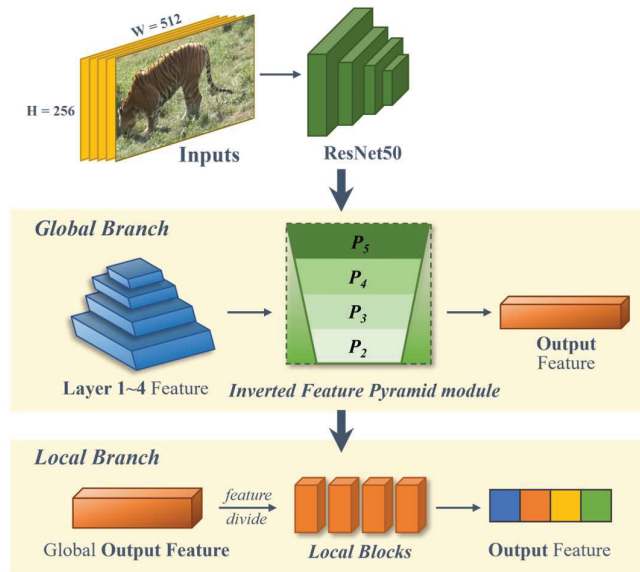 W = 512
H = 256
Inputs
ResNet50
Global Branch
P5
P4
P3
P2
Layer 1~4 Feature
Inverted Feature Pyramid module
Output
Feature
Local Branch
feature
divide
Global Output Feature
Local Blocks
Output Feature